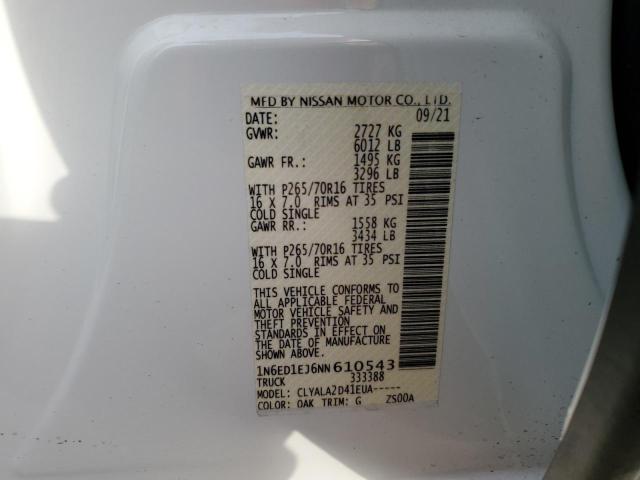 MFD BY NISSAN MOTOR CO., LTD.
DATE: 09/21
GVWR: 2727 KG
6012 LB
GAWR FR.: 1495 KG
3296 LB
WITH P265/70R16 TIRES
16 X 7.0 RIMS AT 35 PSI
COLD SINGLE
GAWR RR.: 1558 KG
3434 LB
WITH P265/70R16 TIRES
16 X 7.0 RIMS AT 35 PSI
COLD SINGLE
THIS VEHICLE CONFORMS TO
ALL APPLICABLE FEDERAL
MOTOR VEHICLE SAFETY AND
THEFT PREVENTION
STANDARDS IN EFFECT ON
THE DATE OF MANUFACTURE
SHOWN ABOVE.
1N6ED1EJ6NN610543
TRUCK 333388
MODEL: CLYALA2D41EUA-----
COLOR: QAK TRIM: G ZS00A